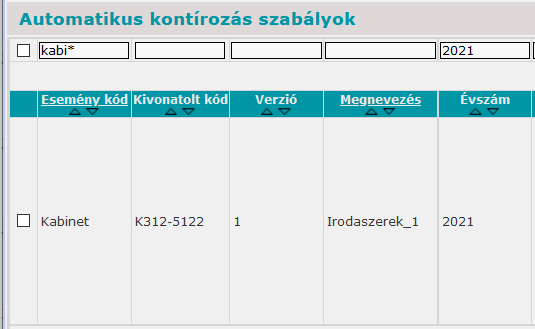 Automatikus kontírozás szabályok
kabi* 2021
Esemény kód Kivonatolt kód Verzió Megnevezés Évszám
Kabinet K312-5122 1 Irodaszerek_1 2021